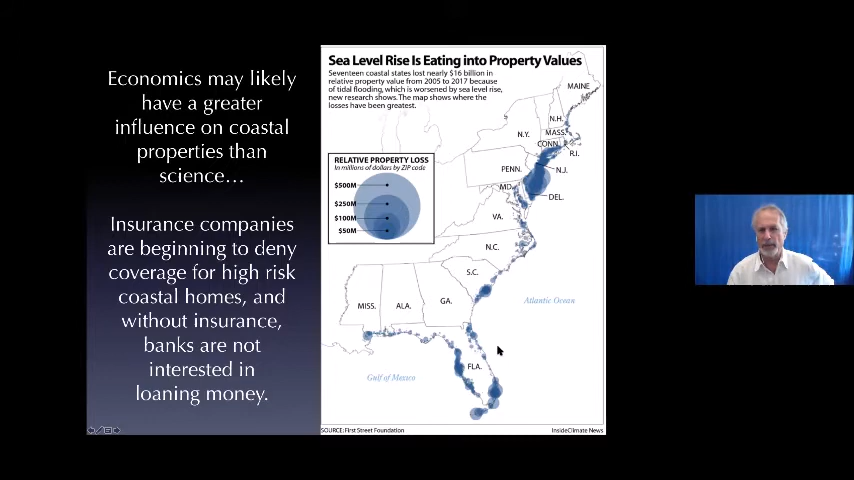 Economics may likely
have a greater
influence on coastal
properties than
science…
Insurance companies
are beginning to deny
coverage for high risk
coastal homes, and
without insurance,
banks are not
interested in
loaning money.
Sea Level Rise Is Eating into Property Values
Seventeen coastal states lost nearly $16 billion in
relative property value from 2005 to 2017 because
of tidal flooding, which is worsened by sea level rise,
new research shows. The map shows where the
losses have been greatest.
MAINE
N.H.
N.Y.
MASS.
CONN.
R.I.
RELATIVE PROPERTY LOSS
In millions of dollars by ZIP code
$500M
$250M
$100M
$50M
PENN.
N.J.
MD.
DEL.
VA.
N.C.
S.C.
MISS.
ALA.
GA.
Atlantic Ocean
FLA.
Gulf of Mexico
SOURCE: First Street Foundation
InsideClimate News